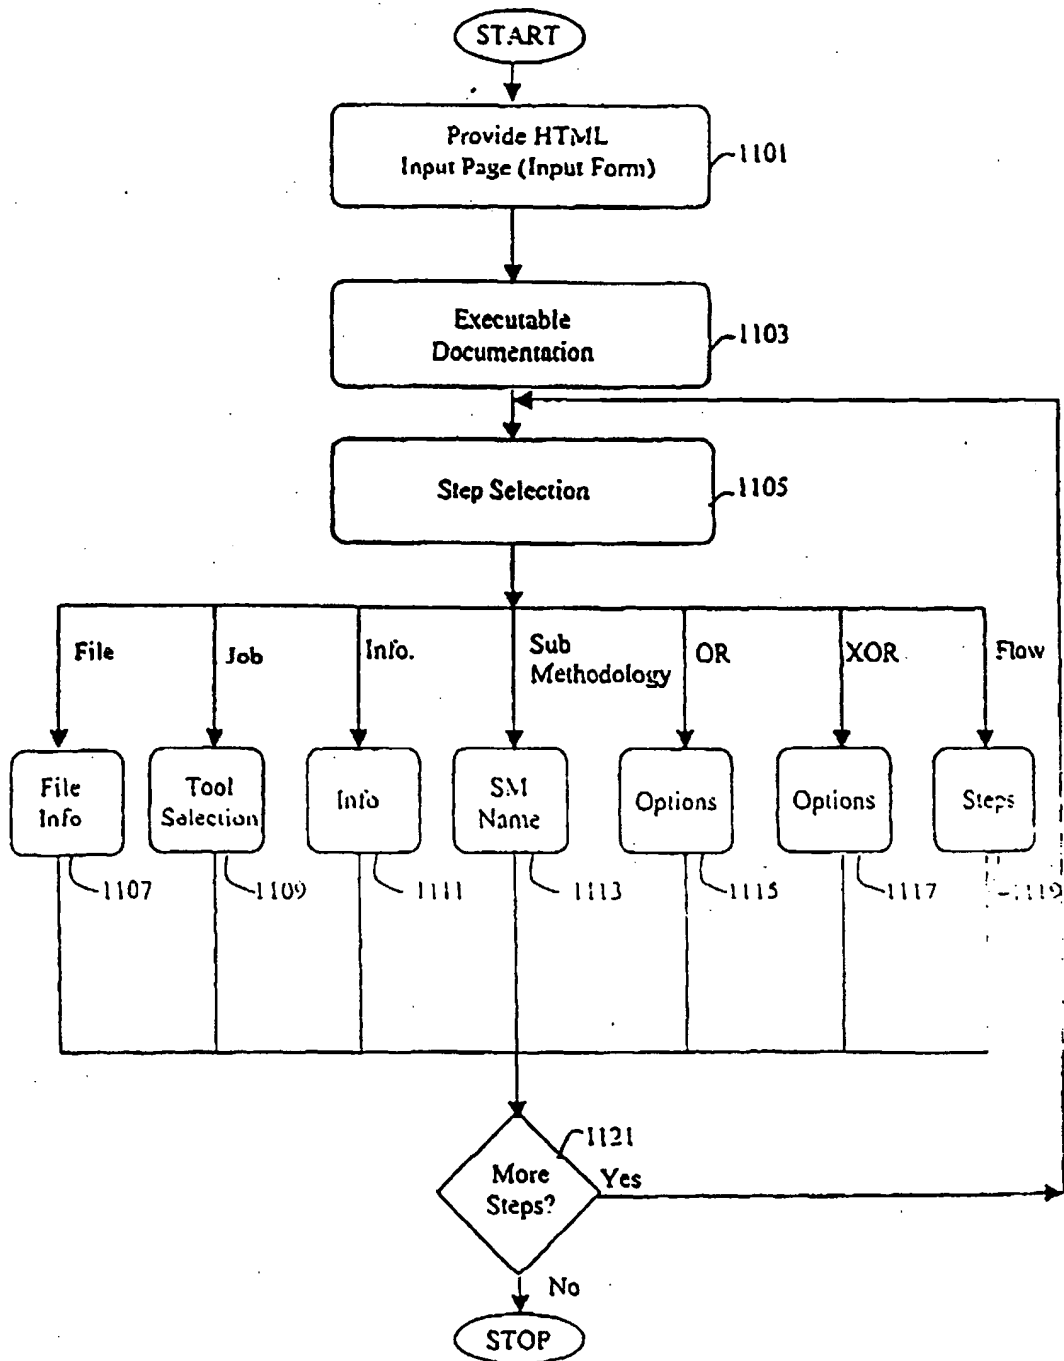 START
Provide HTML
Input Page (Input Form)
1101
Executable
Documentation
1103
Step Selection
1105
File
Job
Info.
Sub
Methodology
OR
XOR
Flow
File
Info
Tool
Selection
Info
SM
Name
Options
Options
Steps
1107
1109
1111
1113
1115
1117
1119
1121
More
Steps?
Yes
No
STOP